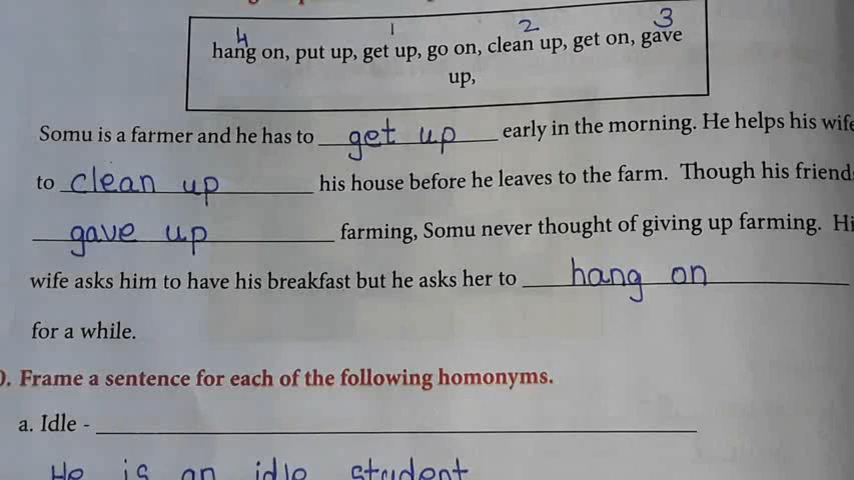 4 1 2 3
hang on, put up, get up, go on, clean up, get on, gave
up,
Somu is a farmer and he has to get up early in the morning. He helps his wife
to clean up his house before he leaves to the farm. Though his friend
gave up farming, Somu never thought of giving up farming. Hi
wife asks him to have his breakfast but he asks her to hang on
for a while.
. Frame a sentence for each of the following homonyms.
a. Idle -
He is an idle student